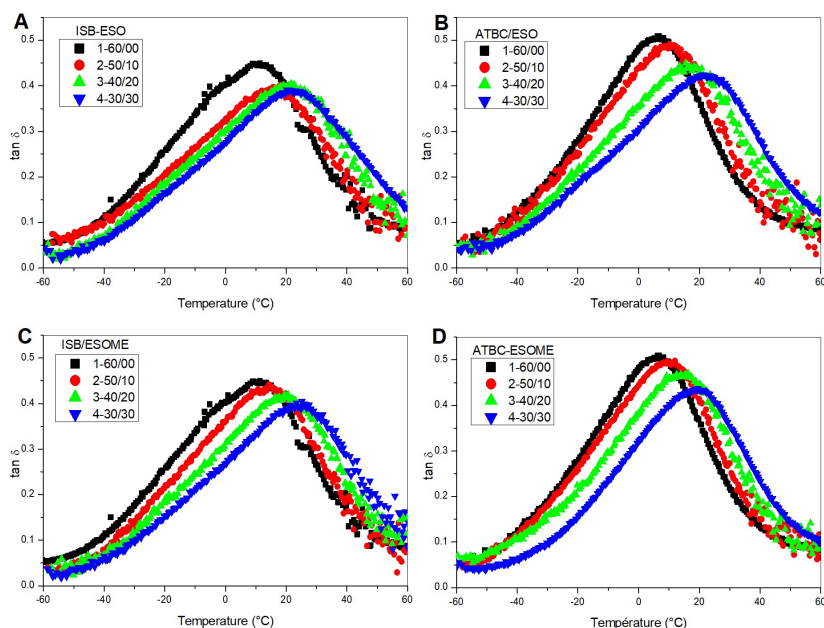 A
ISB-ESO
1-60/00
2-50/10
3-40/20
4-30/30
tan δ
0.5
0.4
0.3
0.2
0.1
0.0
-60 -40 -20 0 20 40 60
Temperature (°C)
B
ATBC/ESO
1-60/00
2-50/10
3-40/20
4-30/30
tan δ
0.5
0.4
0.3
0.2
0.1
0.0
-60 -40 -20 0 20 40 60
Temperature (°C)
C
ISB/ESOME
1-60/00
2-50/10
3-40/20
4-30/30
tan δ
0.5
0.4
0.3
0.2
0.1
0.0
-60 -40 -20 0 20 40 60
Temperature (°C)
D
ATBC-ESOME
1-60/00
2-50/10
3-40/20
4-30/30
tan δ
0.5
0.4
0.3
0.2
0.1
0.0
-60 -40 -20 0 20 40 60
Température (°C)